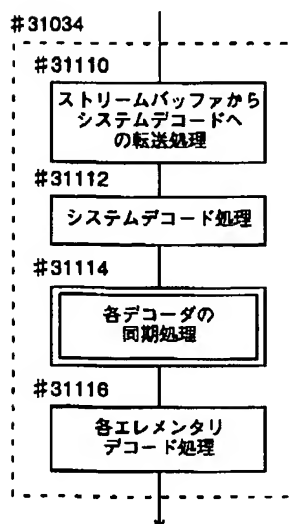 #31034
#31110
ストリームバッファから
システムデコードへ
の転送処理
#31112
システムデコード処理
#31114
各デコーダの
同期処理
#31116
各エレメンタリ
デコード処理